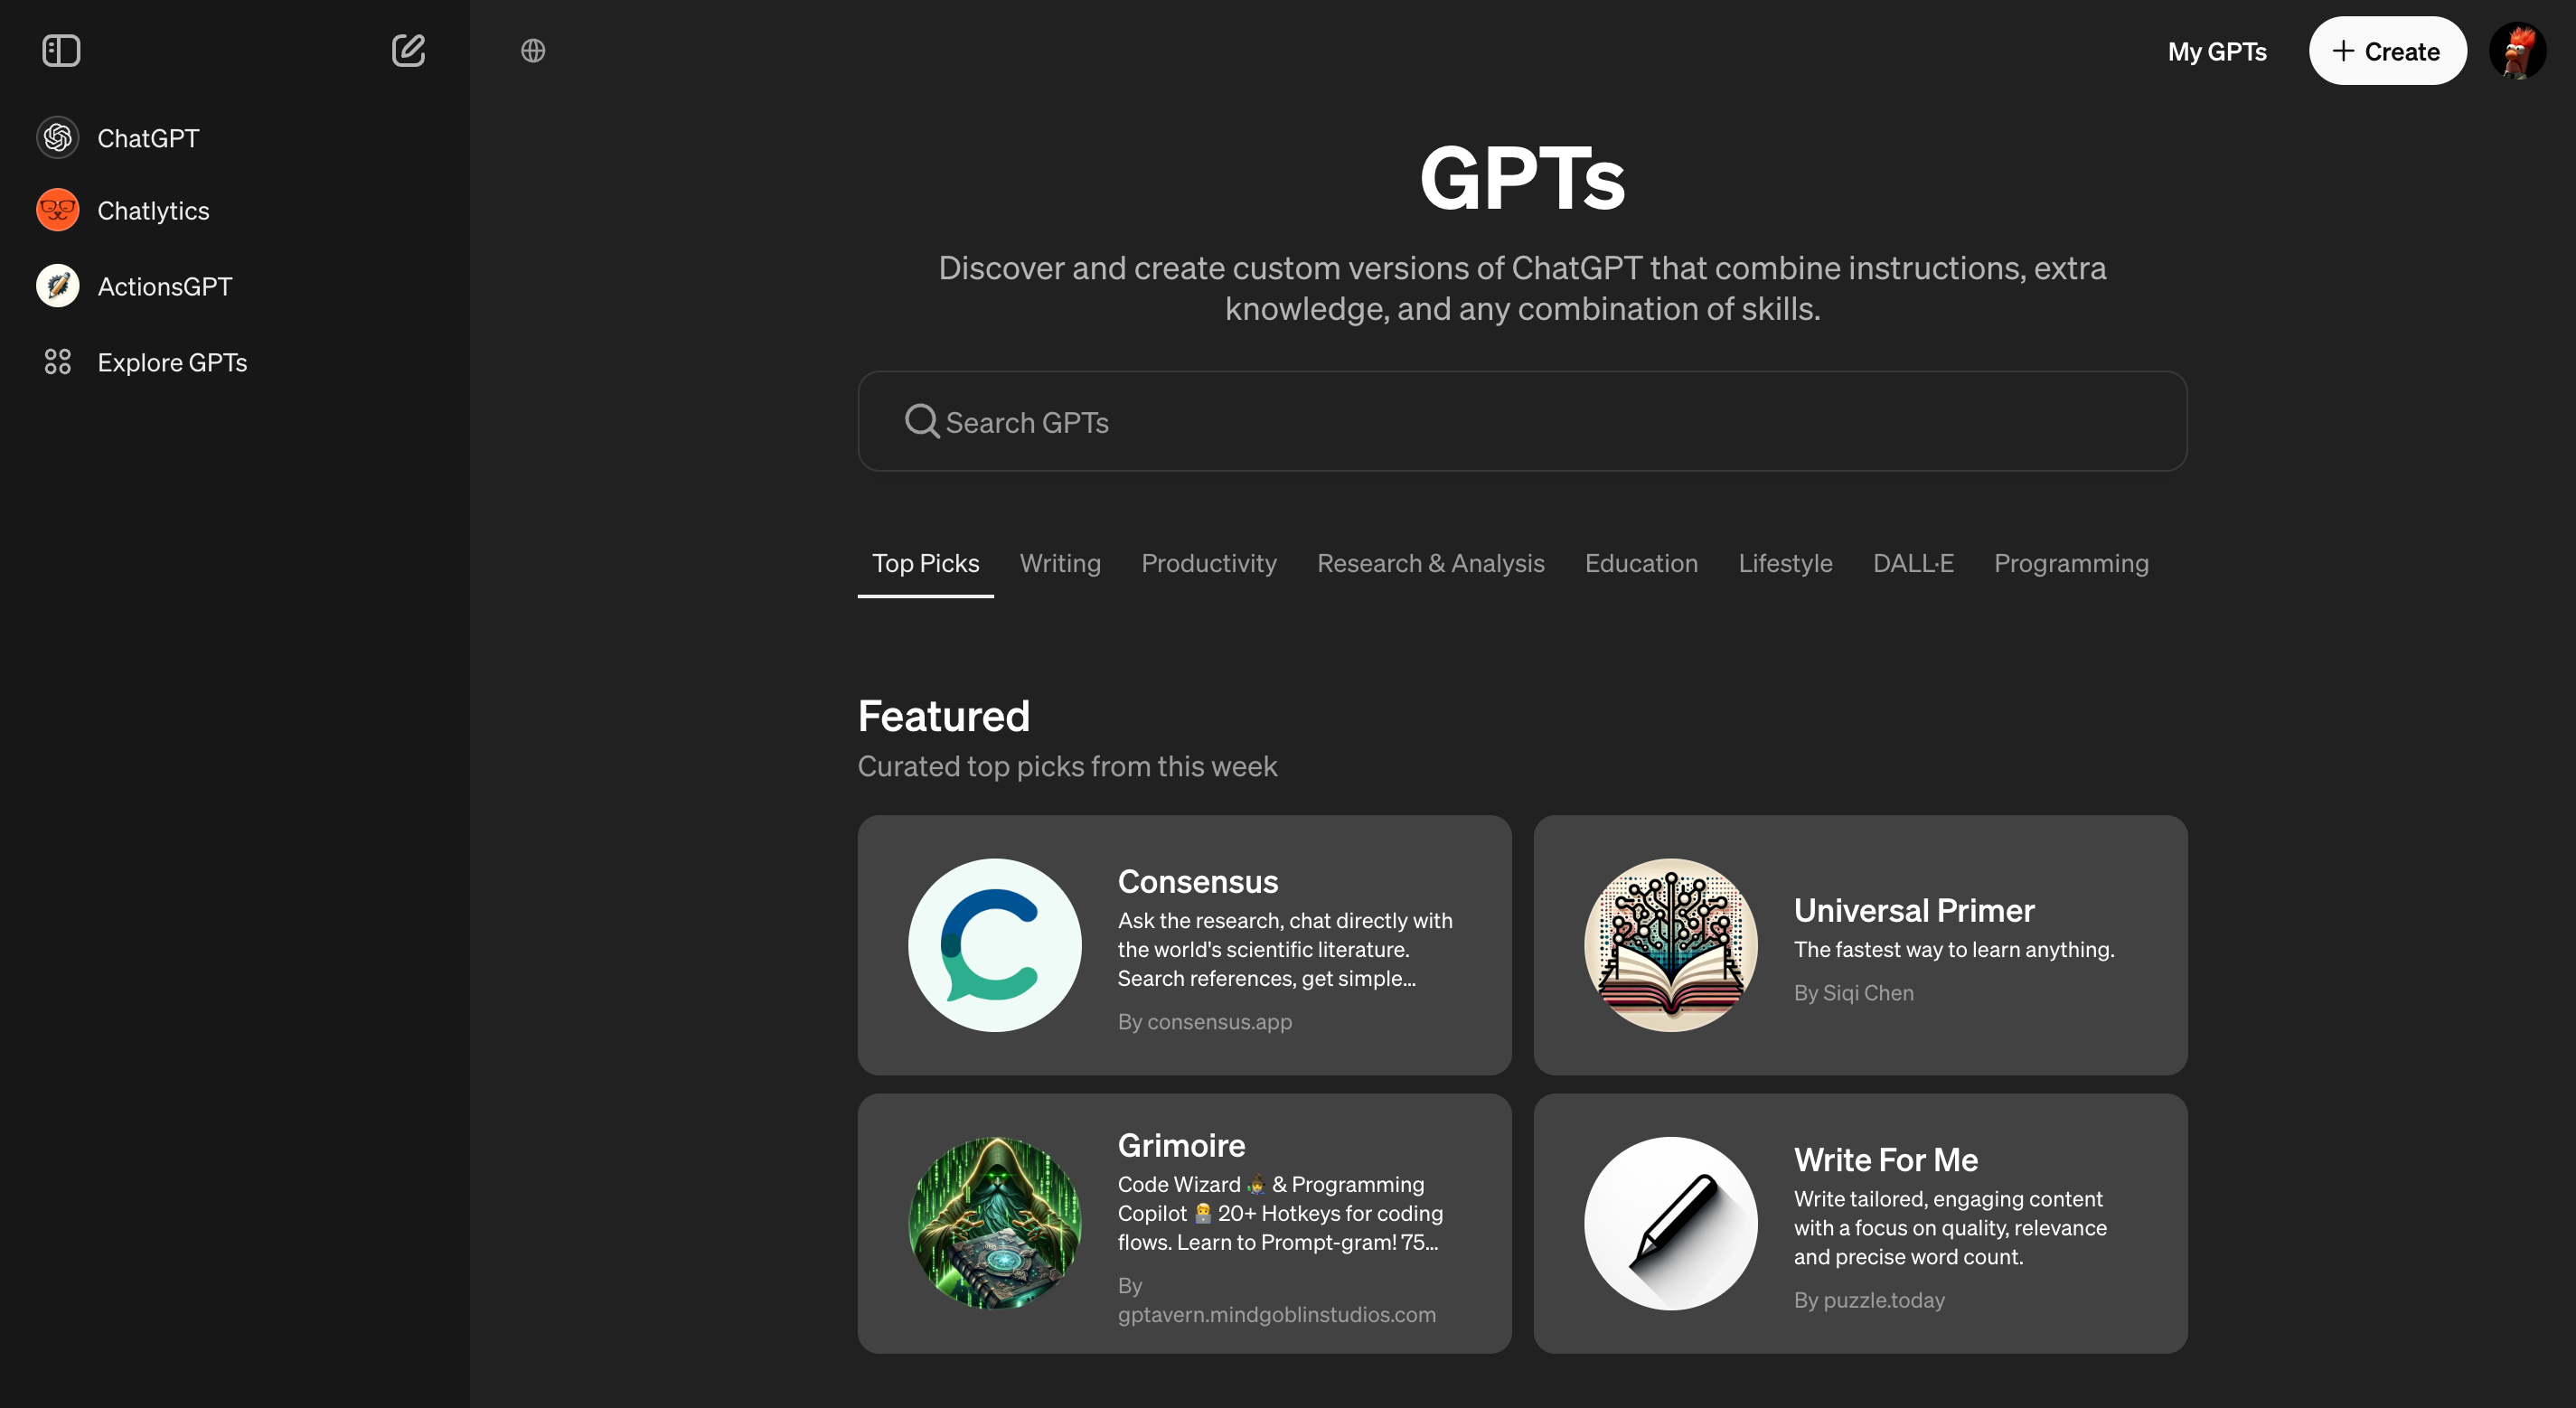 My GPTs
+ Create
ChatGPT
Chatlytics
ActionsGPT
Explore GPTs
GPTs
Discover and create custom versions of ChatGPT that combine instructions, extra
knowledge, and any combination of skills.
Search GPTs
Top Picks Writing Productivity Research & Analysis Education Lifestyle DALL·E Programming
Featured
Curated top picks from this week
Consensus
Ask the research, chat directly with
the world's scientific literature.
Search references, get simple...
By consensus.app
Universal Primer
The fastest way to learn anything.
By Siqi Chen
Grimoire
Code Wizard 🧙‍♂️ & Programming
Copilot 🧑‍💻 20+ Hotkeys for coding
flows. Learn to Prompt-gram! 75...
By
gptavern.mindgoblinstudios.com
Write For Me
Write tailored, engaging content
with a focus on quality, relevance
and precise word count.
By puzzle.today